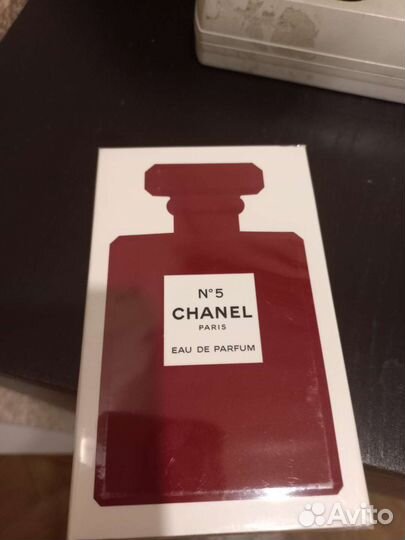 N°5
CHANEL
PARIS
EAU DE PARFUM
Avito